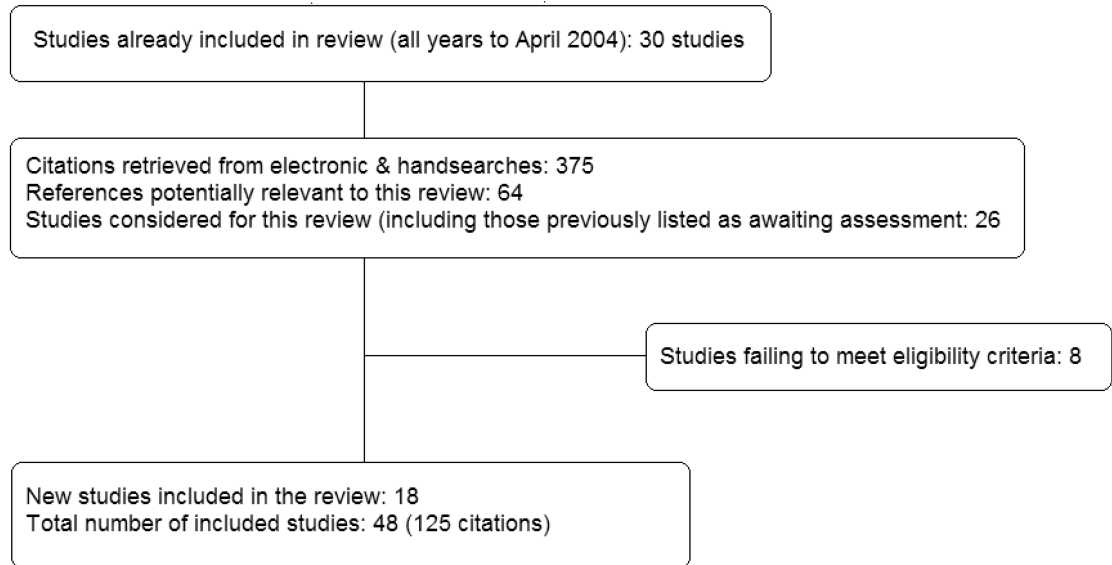 Studies already included in review (all years to April 2004): 30 studies
Citations retrieved from electronic & handsearches: 375
References potentially relevant to this review: 64
Studies considered for this review (including those previously listed as awaiting assessment: 26
Studies failing to meet eligibility criteria: 8
New studies included in the review: 18
Total number of included studies: 48 (125 citations)